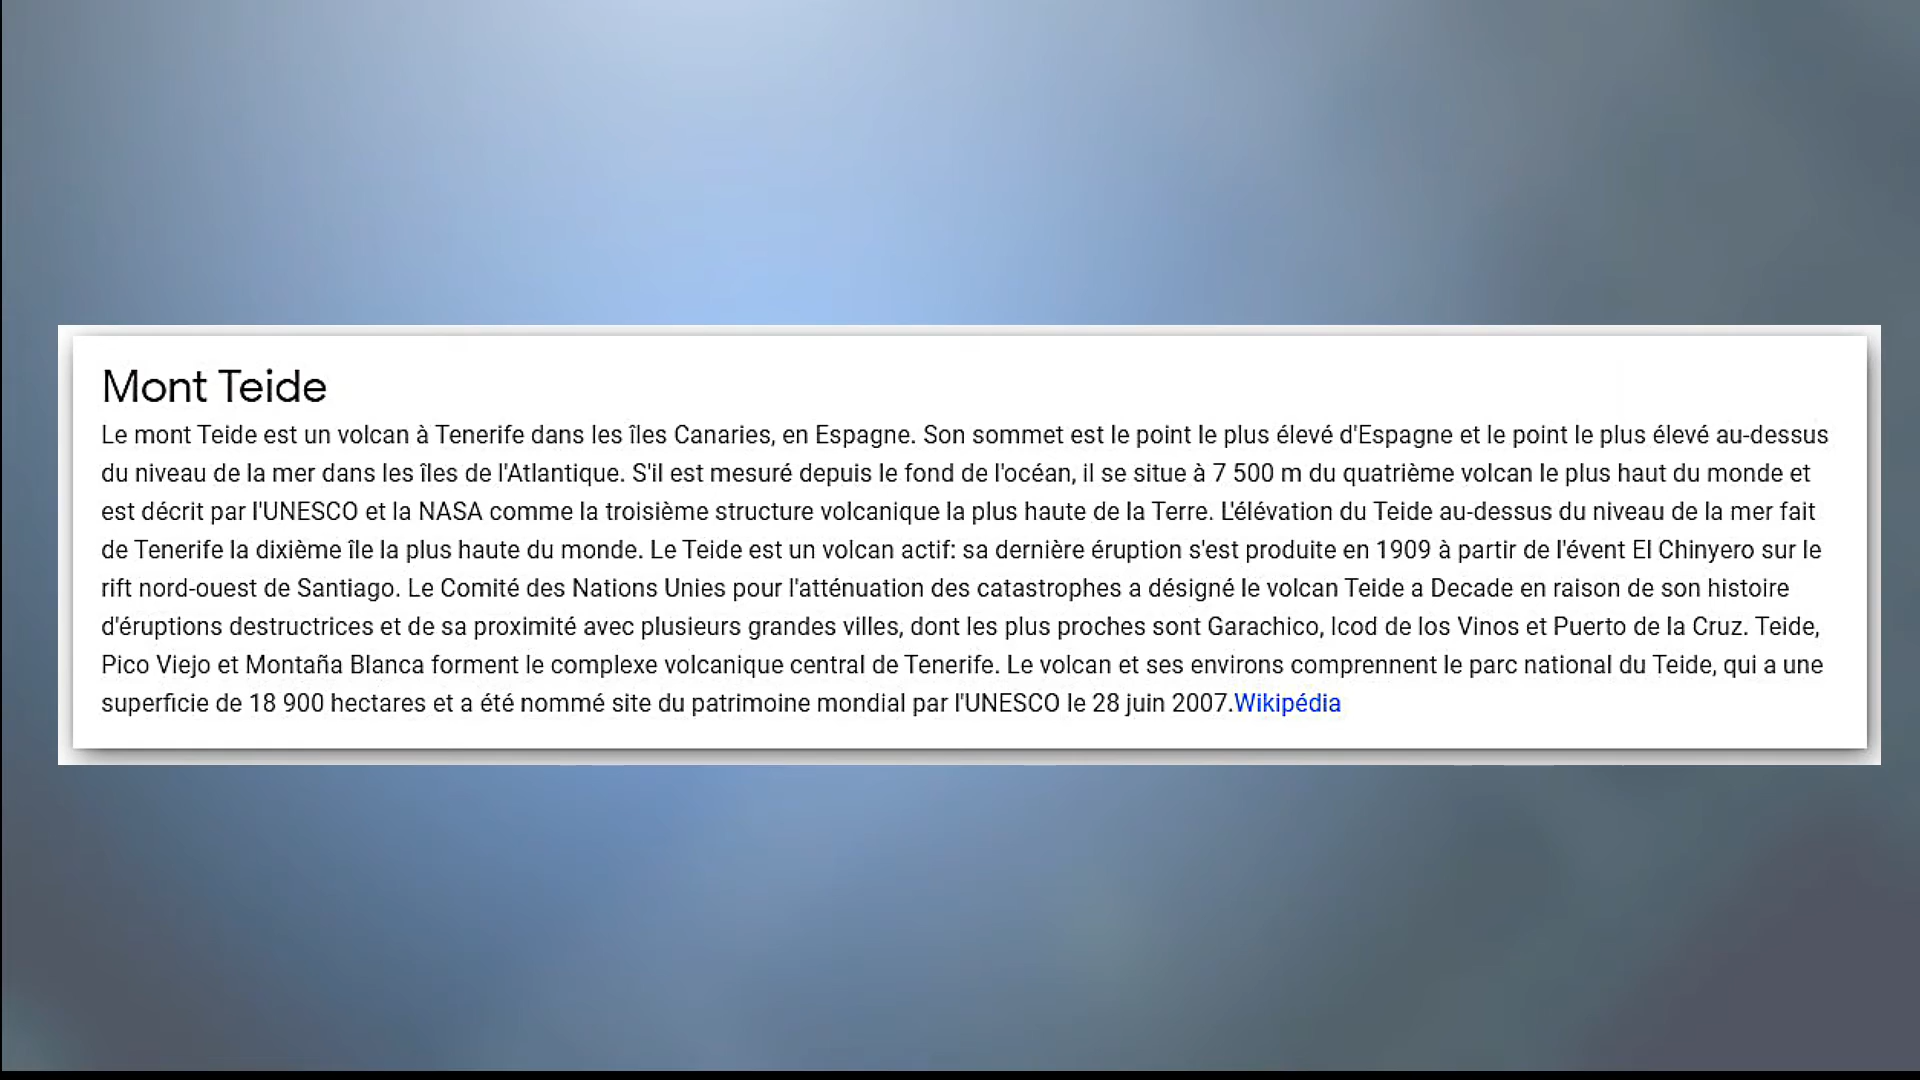 Mont Teide
Le mont Teide est un volcan à Tenerife dans les îles Canaries, en Espagne. Son sommet est le point le plus élevé d'Espagne et le point le plus élevé au-dessus
du niveau de la mer dans les îles de l'Atlantique. S'il est mesuré depuis le fond de l'océan, il se situe à 7 500 m du quatrième volcan le plus haut du monde et
est décrit par l'UNESCO et la NASA comme la troisième structure volcanique la plus haute de la Terre. L'élévation du Teide au-dessus du niveau de la mer fait
de Tenerife la dixième île la plus haute du monde. Le Teide est un volcan actif: sa dernière éruption s'est produite en 1909 à partir de l'évent El Chinyero sur le
rift nord-ouest de Santiago. Le Comité des Nations Unies pour l'atténuation des catastrophes a désigné le volcan Teide a Decade en raison de son histoire
d'éruptions destructrices et de sa proximité avec plusieurs grandes villes, dont les plus proches sont Garachico, Icod de los Vinos et Puerto de la Cruz. Teide,
Pico Viejo et Montaña Blanca forment le complexe volcanique central de Tenerife. Le volcan et ses environs comprennent le parc national du Teide, qui a une
superficie de 18 900 hectares et a été nommé site du patrimoine mondial par l'UNESCO le 28 juin 2007.Wikipédia